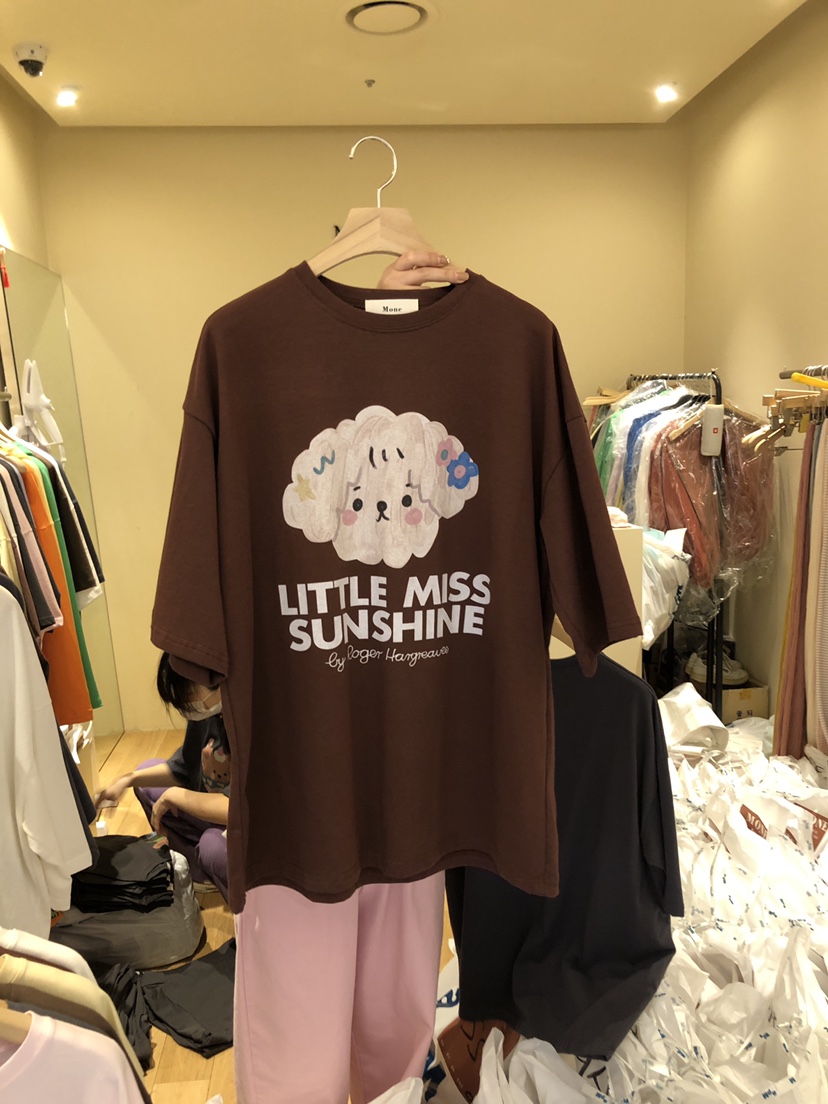 Mone
LITTLE MISS
SUNSHINE
by Roger Hargreaves